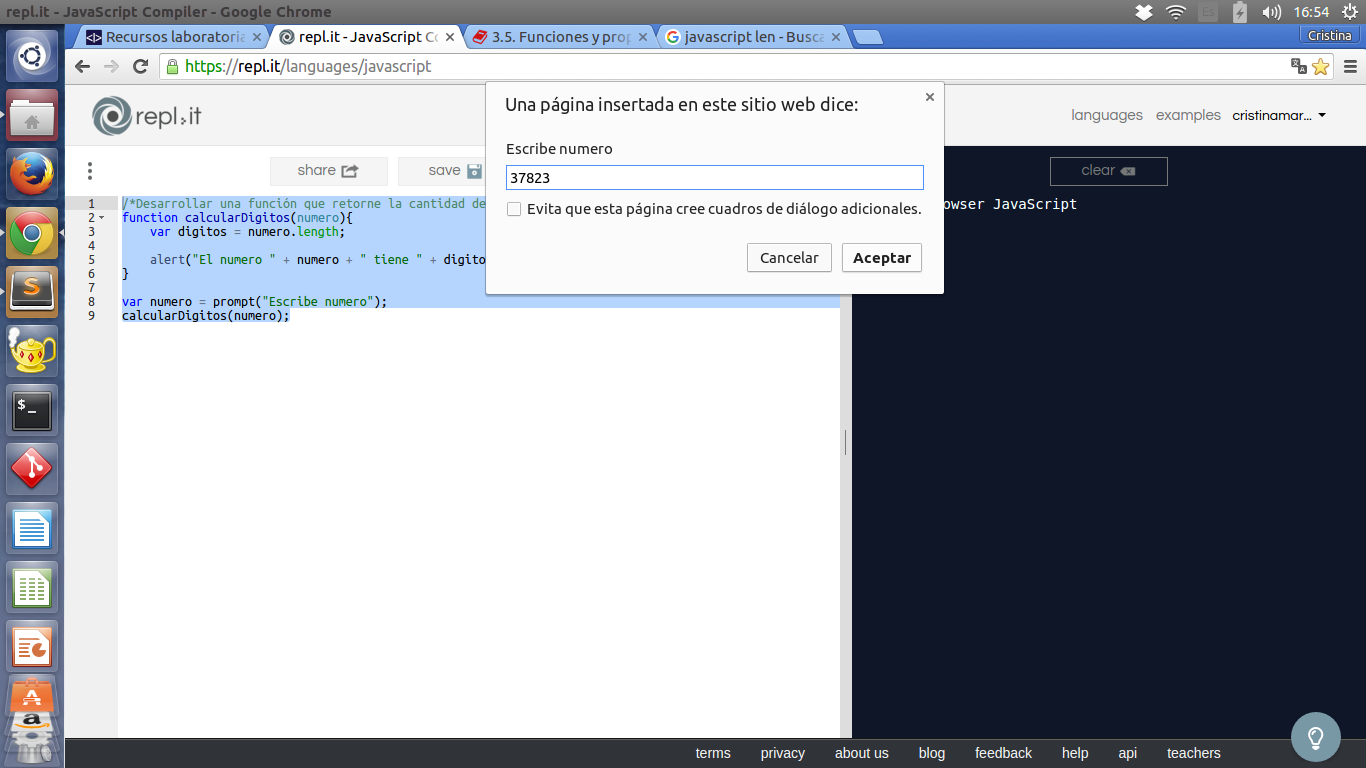 repl.it - JavaScript Compiler - Google Chrome
Es
16:54
Recursos laboratoria
repl.it - JavaScript Co
3.5. Funciones y prop
javascript len - Busca
Cristina
https://repl.it/languages/javascript
repl.it
languages
examples
cristinamar...
share
save
clear
Una página insertada en este sitio web dice:
Escribe numero
37823
Evita que esta página cree cuadros de diálogo adicionales.
Cancelar
Aceptar
1 /*Desarrollar una función que retorne la cantidad de
2 function calcularDigitos(numero){
3     var digitos = numero.length;
4
5     alert("El numero " + numero + " tiene " + digito
6 }
7
8 var numero = prompt("Escribe numero");
9 calcularDigitos(numero);
owser JavaScript
terms
privacy
about us
blog
feedback
help
api
teachers